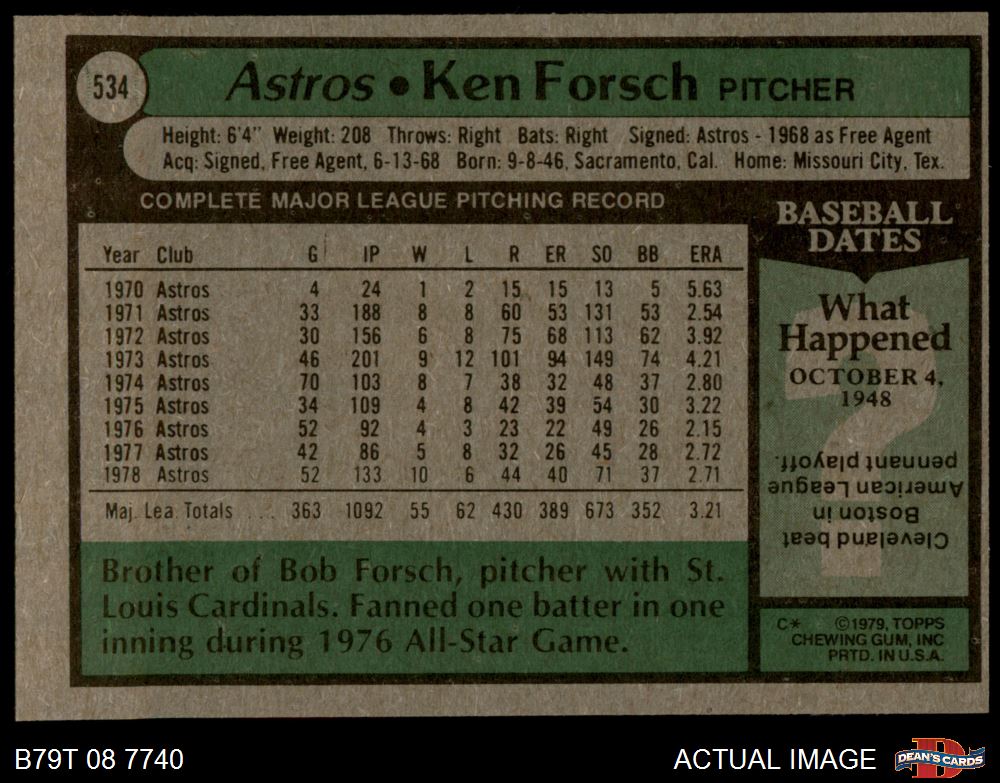 534
Astros • Ken Forsch PITCHER
Height: 6'4" Weight: 208 Throws: Right Bats: Right Signed: Astros - 1968 as Free Agent
Acq: Signed, Free Agent, 6-13-68 Born: 9-8-46, Sacramento, Cal. Home: Missouri City, Tex.
COMPLETE MAJOR LEAGUE PITCHING RECORD
Year Club G IP W L R ER SO BB ERA
1970 Astros 4 24 1 2 15 15 13 5 5.63
1971 Astros 33 188 8 8 60 53 131 53 2.54
1972 Astros 30 156 6 8 75 68 113 62 3.92
1973 Astros 46 201 9 12 101 94 149 74 4.21
1974 Astros 70 103 8 7 38 32 48 37 2.80
1975 Astros 34 109 4 8 42 39 54 30 3.22
1976 Astros 52 92 4 3 23 22 49 26 2.15
1977 Astros 42 86 5 8 32 26 45 28 2.72
1978 Astros 52 133 10 6 44 40 71 37 2.71
Maj. Lea. Totals ... 363 1092 55 62 430 389 673 352 3.21
Brother of Bob Forsch, pitcher with St.
Louis Cardinals. Fanned one batter in one
inning during 1976 All-Star Game.
BASEBALL
DATES
What
Happened
OCTOBER 4,
1948
Cleveland beat
Boston in
American League
pennant playoff.
C* ©1979, TOPPS
CHEWING GUM, INC
PRTD. IN U.S.A.
B79T 08 7740
ACTUAL IMAGE
D
DEAN'S CARDS